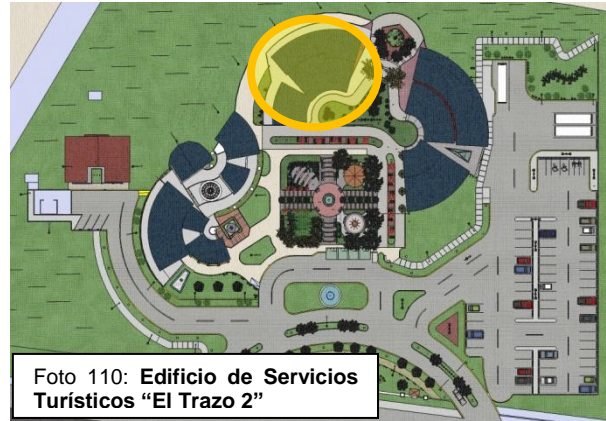 Foto 110: Edificio de Servicios
Turísticos “El Trazo 2”